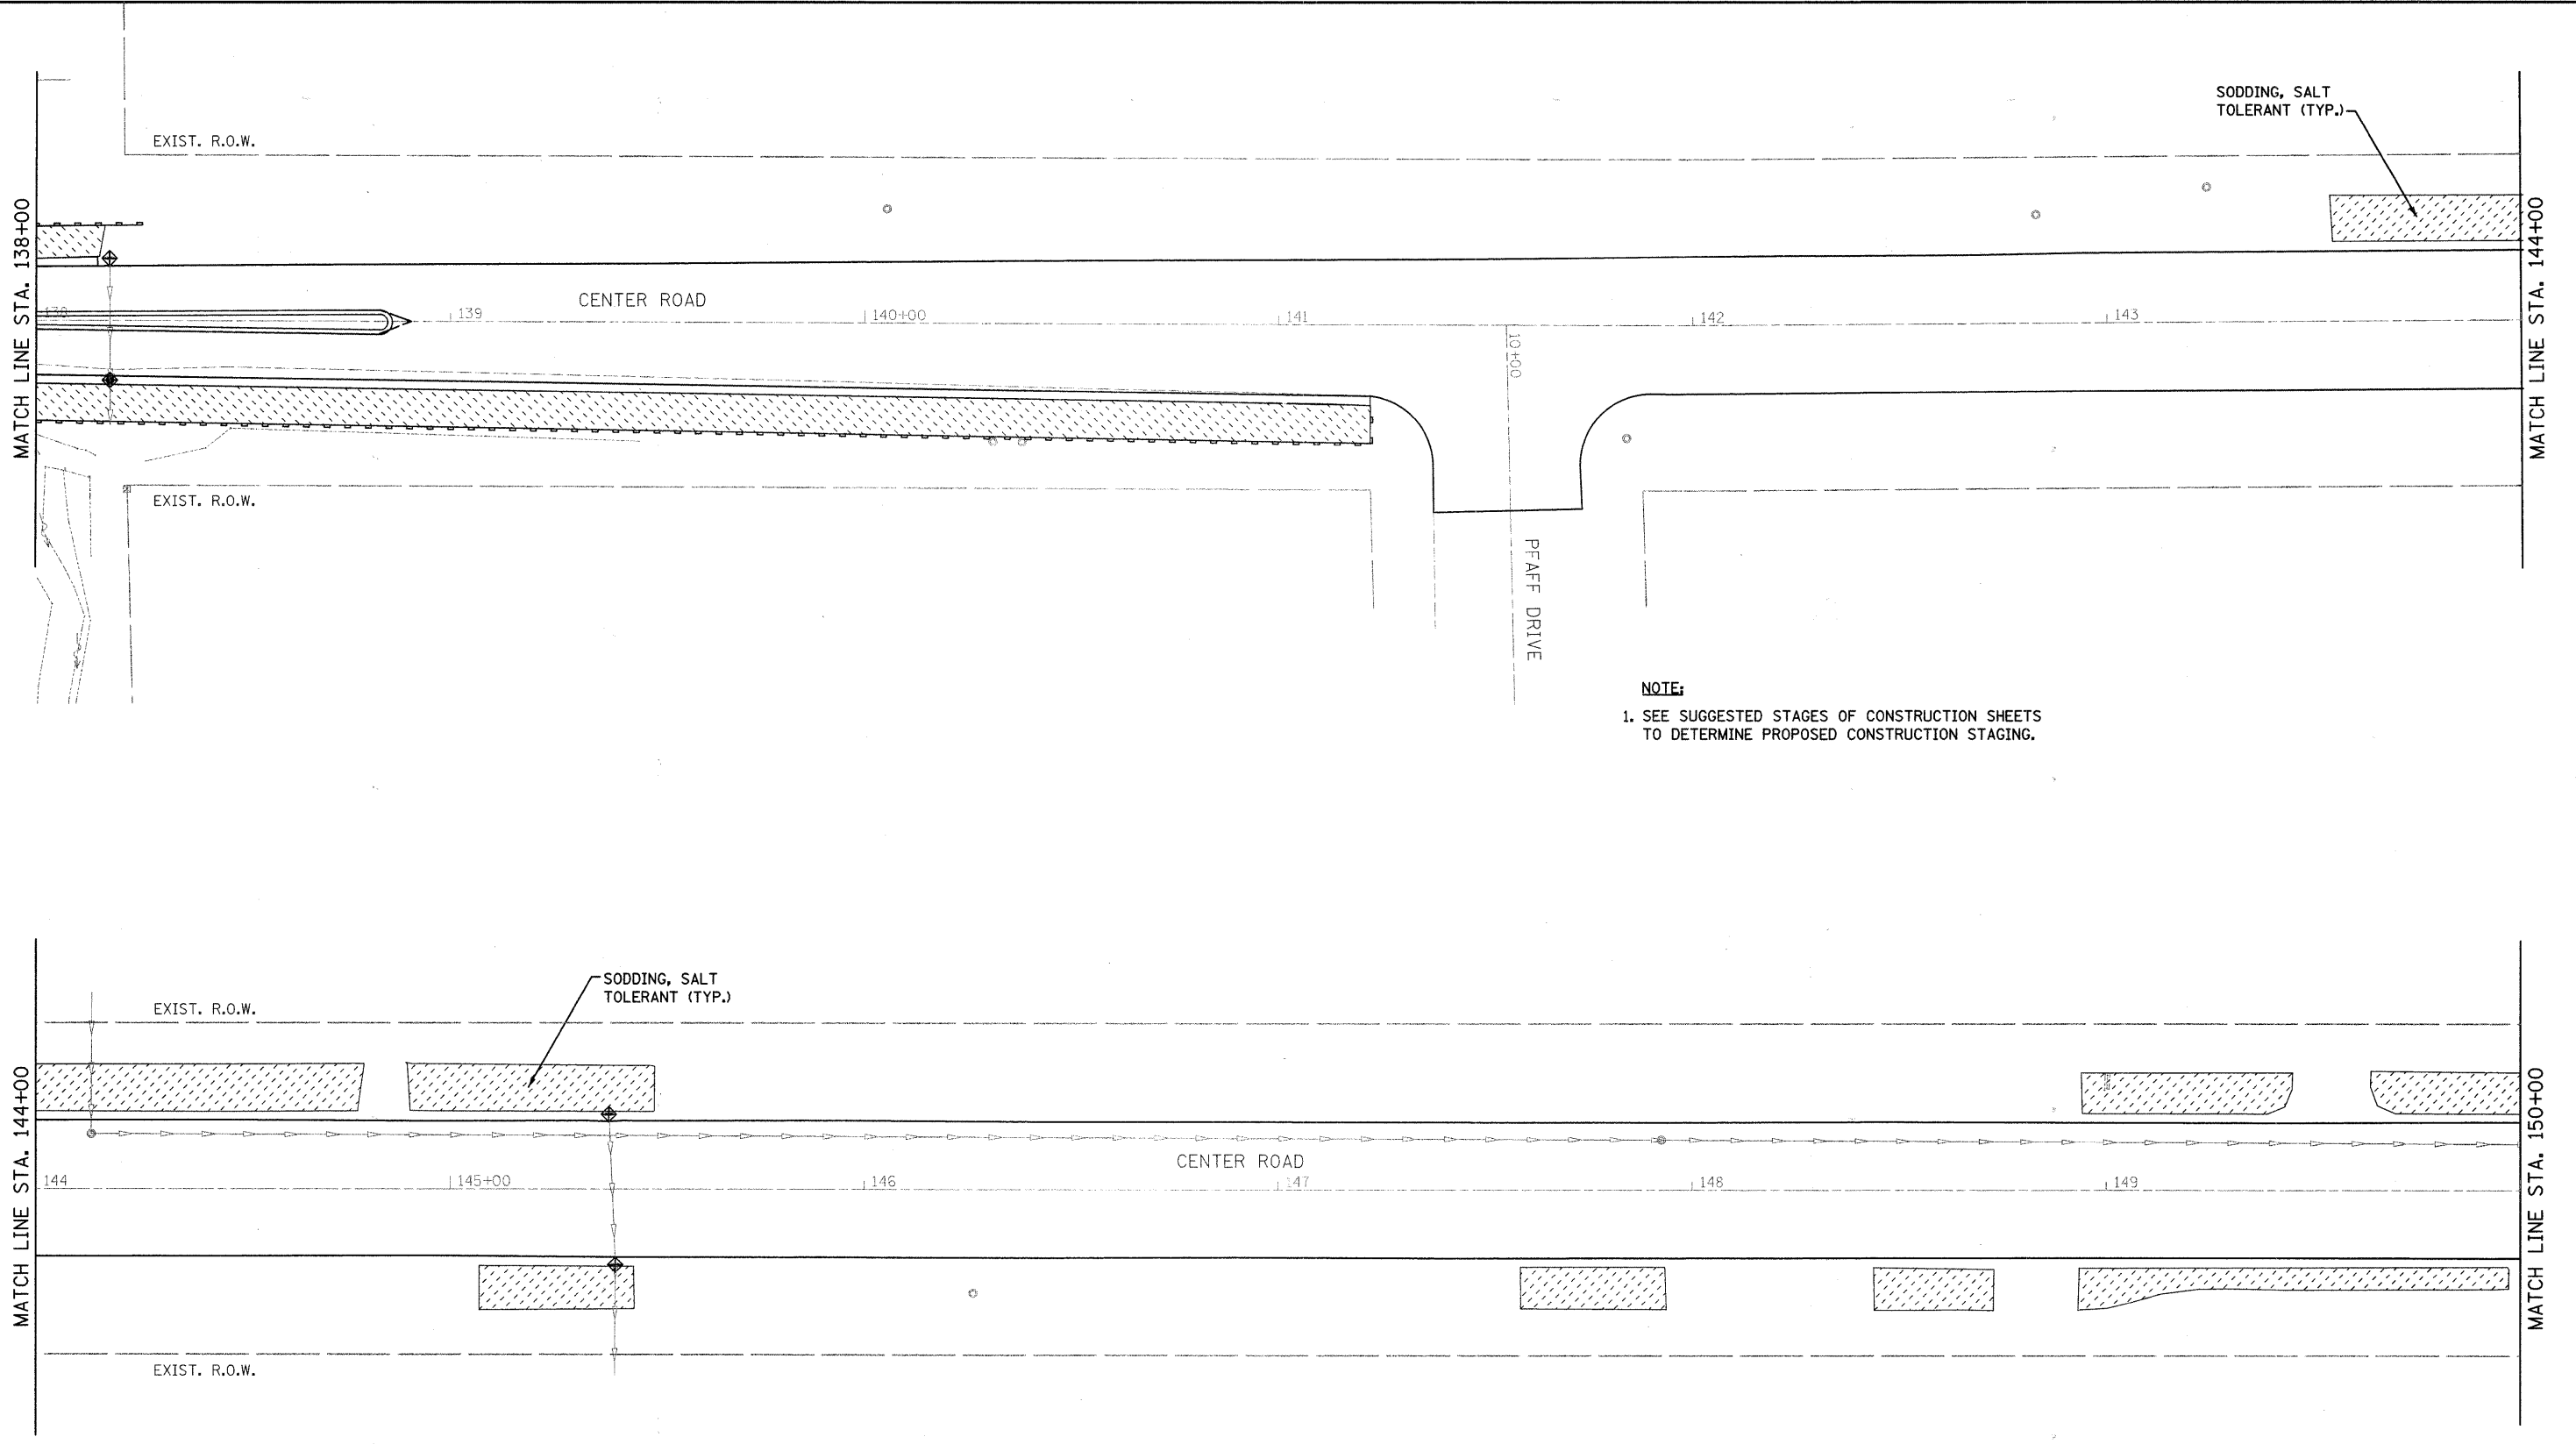 SODDING, SALT
TOLERANT (TYP.)
EXIST. R.O.W.
MATCH LINE STA. 138+00
MATCH LINE STA. 144+00
CENTER ROAD
138
139
140+00
141
142
143
10+00
EXIST. R.O.W.
PFAFF DRIVE
NOTE:
1. SEE SUGGESTED STAGES OF CONSTRUCTION SHEETS
TO DETERMINE PROPOSED CONSTRUCTION STAGING.
SODDING, SALT
TOLERANT (TYP.)
EXIST. R.O.W.
MATCH LINE STA. 144+00
MATCH LINE STA. 150+00
CENTER ROAD
144
145+00
146
147
148
149
EXIST. R.O.W.